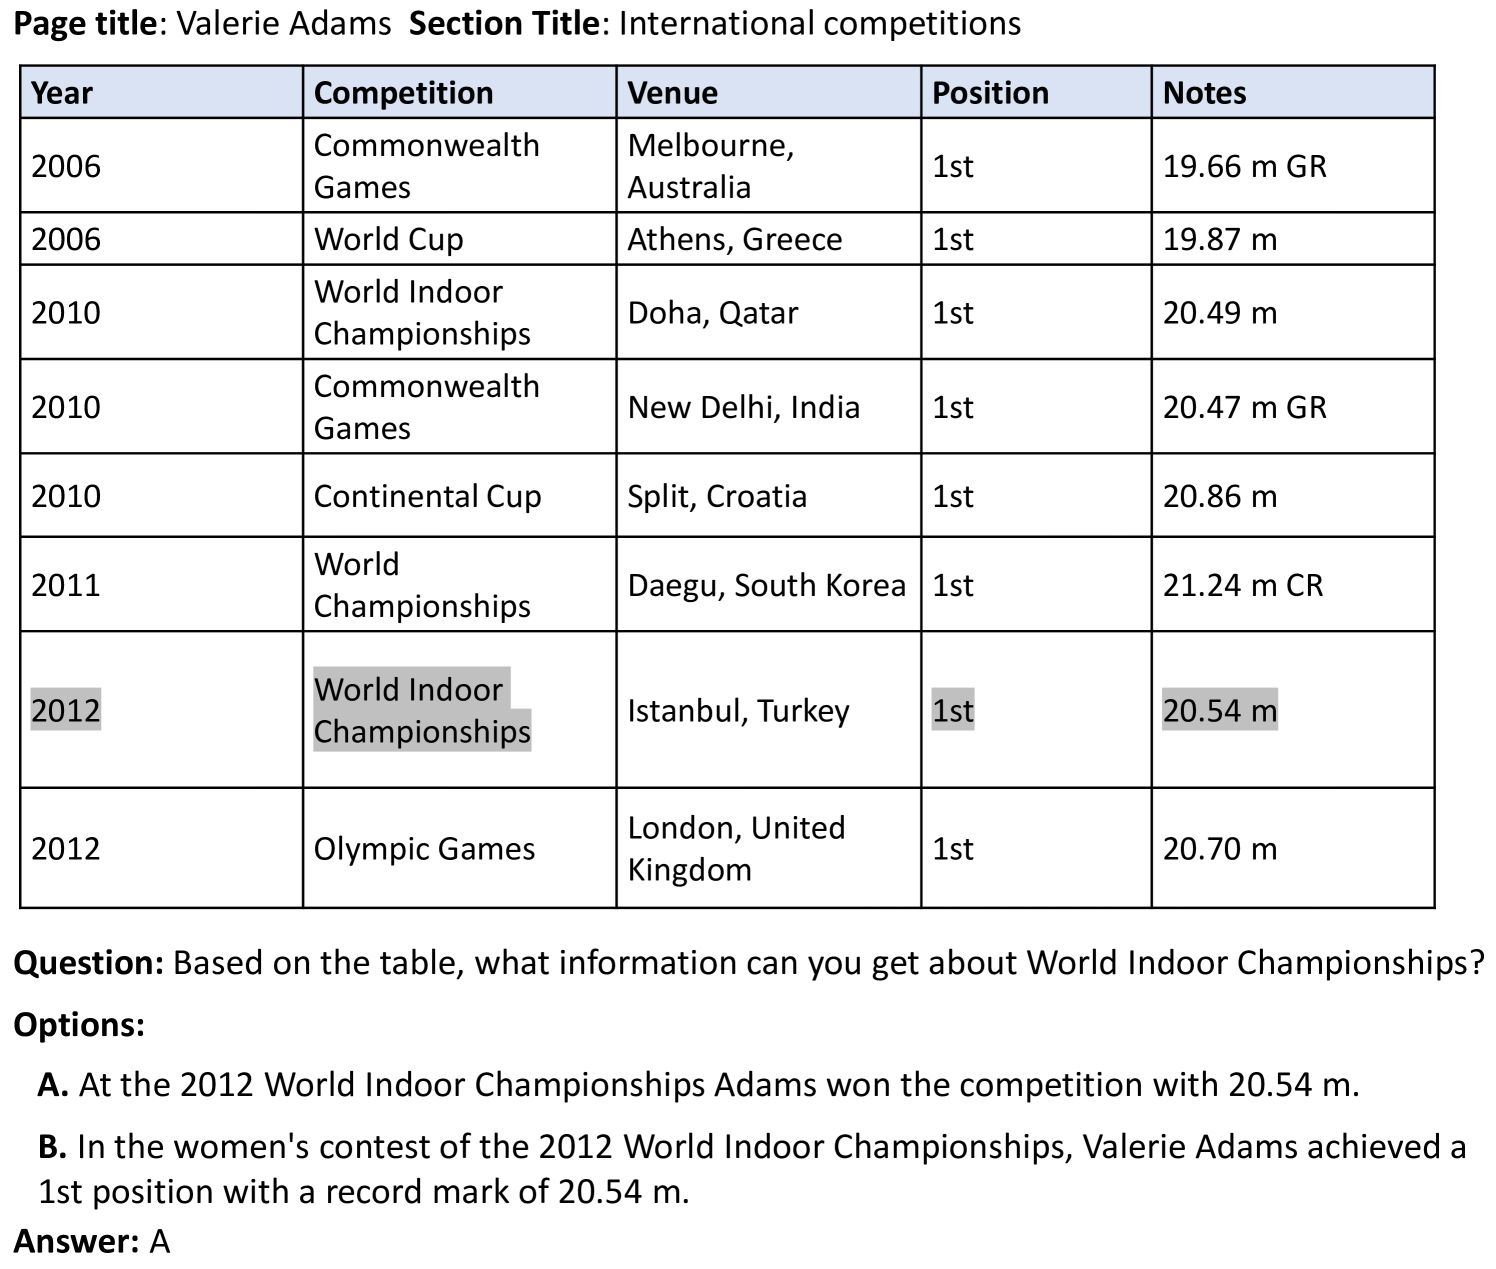 Page title: Valerie Adams Section Title: International competitions
Year Competition Venue Position Notes
2006 Commonwealth Games Melbourne, Australia 1st 19.66 m GR
2006 World Cup Athens, Greece 1st 19.87 m
2010 World Indoor Championships Doha, Qatar 1st 20.49 m
2010 Commonwealth Games New Delhi, India 1st 20.47 m GR
2010 Continental Cup Split, Croatia 1st 20.86 m
2011 World Championships Daegu, South Korea 1st 21.24 m CR
2012 World Indoor Championships Istanbul, Turkey 1st 20.54 m
2012 Olympic Games London, United Kingdom 1st 20.70 m
Question: Based on the table, what information can you get about World Indoor Championships?
Options:
A. At the 2012 World Indoor Championships Adams won the competition with 20.54 m.
B. In the women's contest of the 2012 World Indoor Championships, Valerie Adams achieved a
1st position with a record mark of 20.54 m.
Answer: A